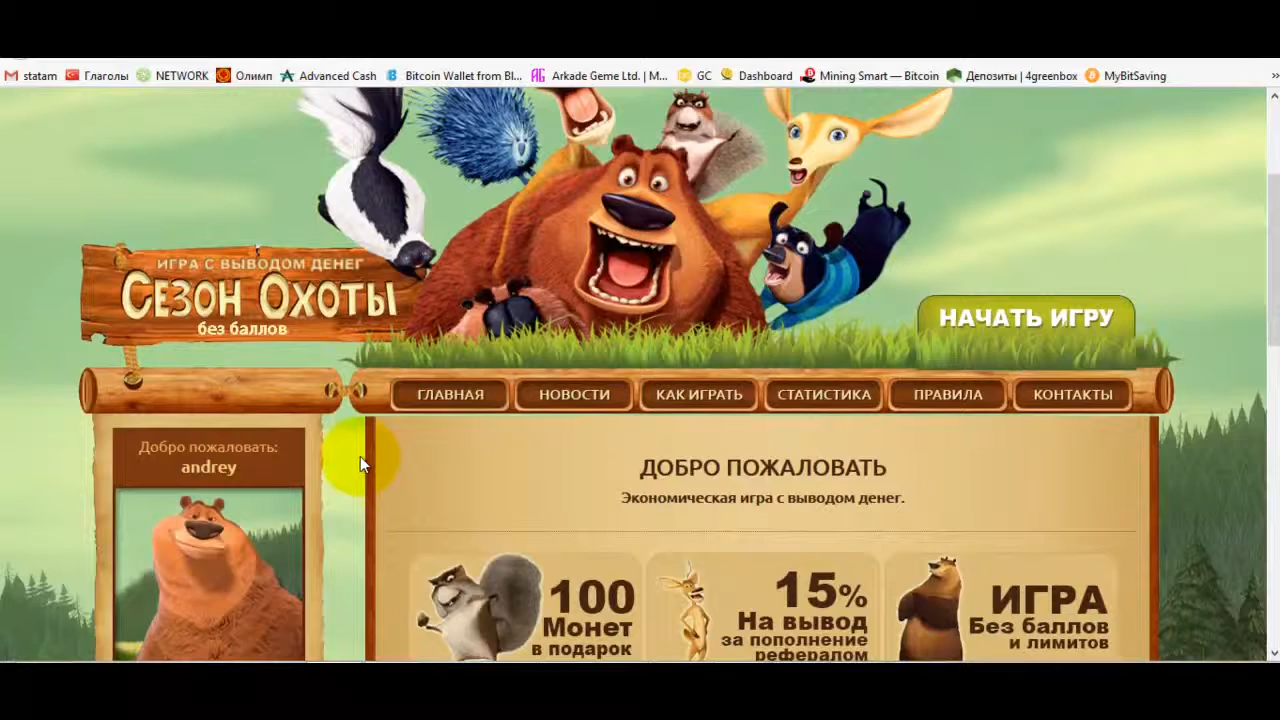 statam Глаголы NETWORK Олимп Advanced Cash Bitcoin Wallet from Bl... Arkade Geme Ltd. | M... GC Dashboard Mining Smart — Bitcoin Депозиты | 4greenbox MyBitSaving
ИГРА С ВЫВОДОМ ДЕНЕГ
Сезон Охоты
без баллов
НАЧАТЬ ИГРУ
ГЛАВНАЯ НОВОСТИ КАК ИГРАТЬ СТАТИСТИКА ПРАВИЛА КОНТАКТЫ
Добро пожаловать:
andrey
ДОБРО ПОЖАЛОВАТЬ
Экономическая игра с выводом денег.
100
Монет
в подарок
15%
На вывод
за пополнение
рефералом
ИГРА
Без баллов
и лимитов